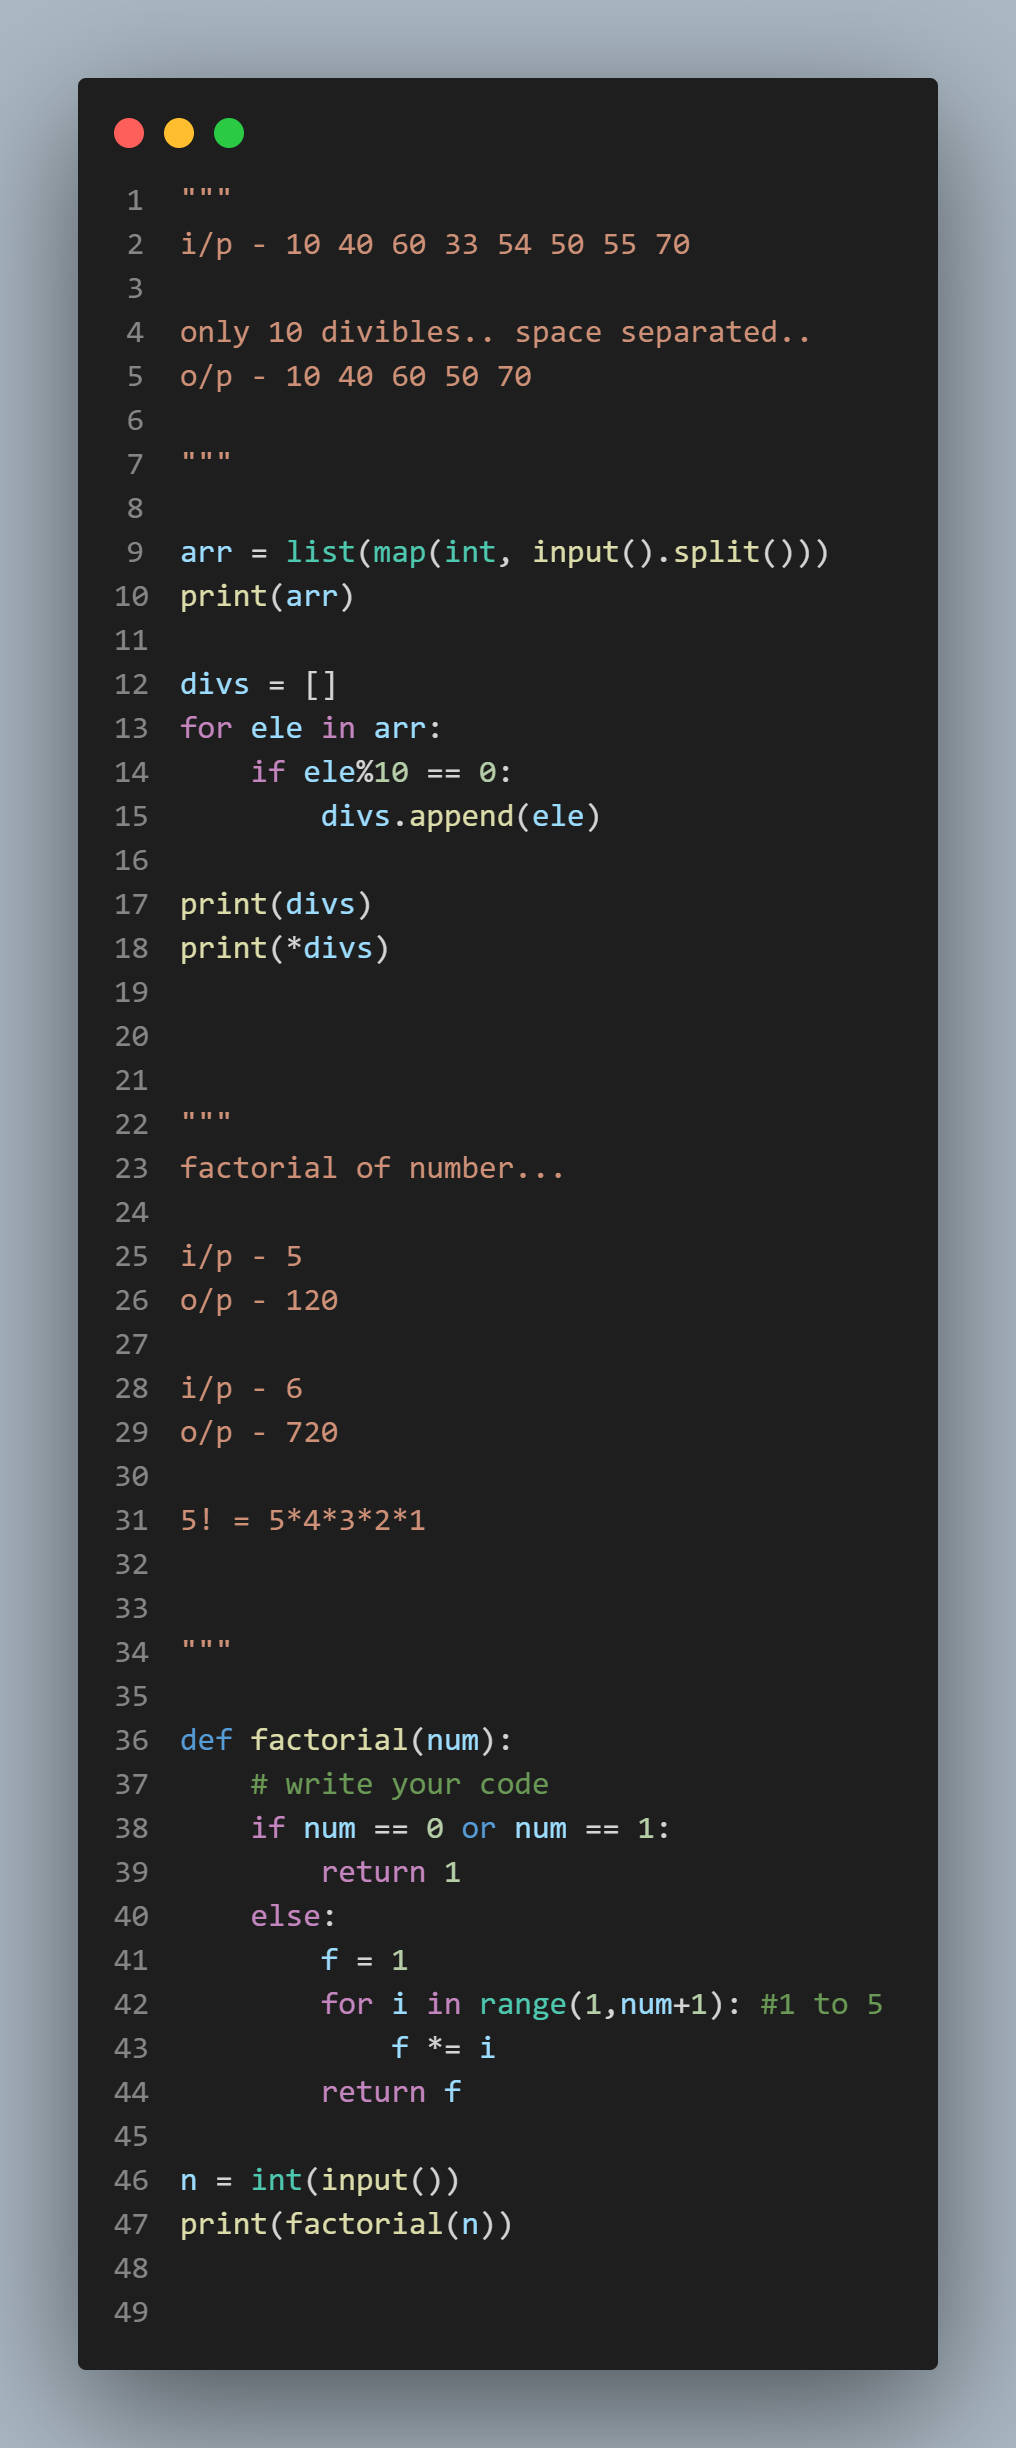 1 """
2 i/p - 10 40 60 33 54 50 55 70
3
4 only 10 divibles.. space separated..
5 o/p - 10 40 60 50 70
6
7 """
8
9 arr = list(map(int, input().split()))
10 print(arr)
11
12 divs = []
13 for ele in arr:
14     if ele%10 == 0:
15         divs.append(ele)
16
17 print(divs)
18 print(*divs)
19
20
21
22 """
23 factorial of number...
24
25 i/p - 5
26 o/p - 120
27
28 i/p - 6
29 o/p - 720
30
31 5! = 5*4*3*2*1
32
33
34 """
35
36 def factorial(num):
37     # write your code
38     if num == 0 or num == 1:
39         return 1
40     else:
41         f = 1
42         for i in range(1,num+1): #1 to 5
43             f *= i
44         return f
45
46 n = int(input())
47 print(factorial(n))
48
49